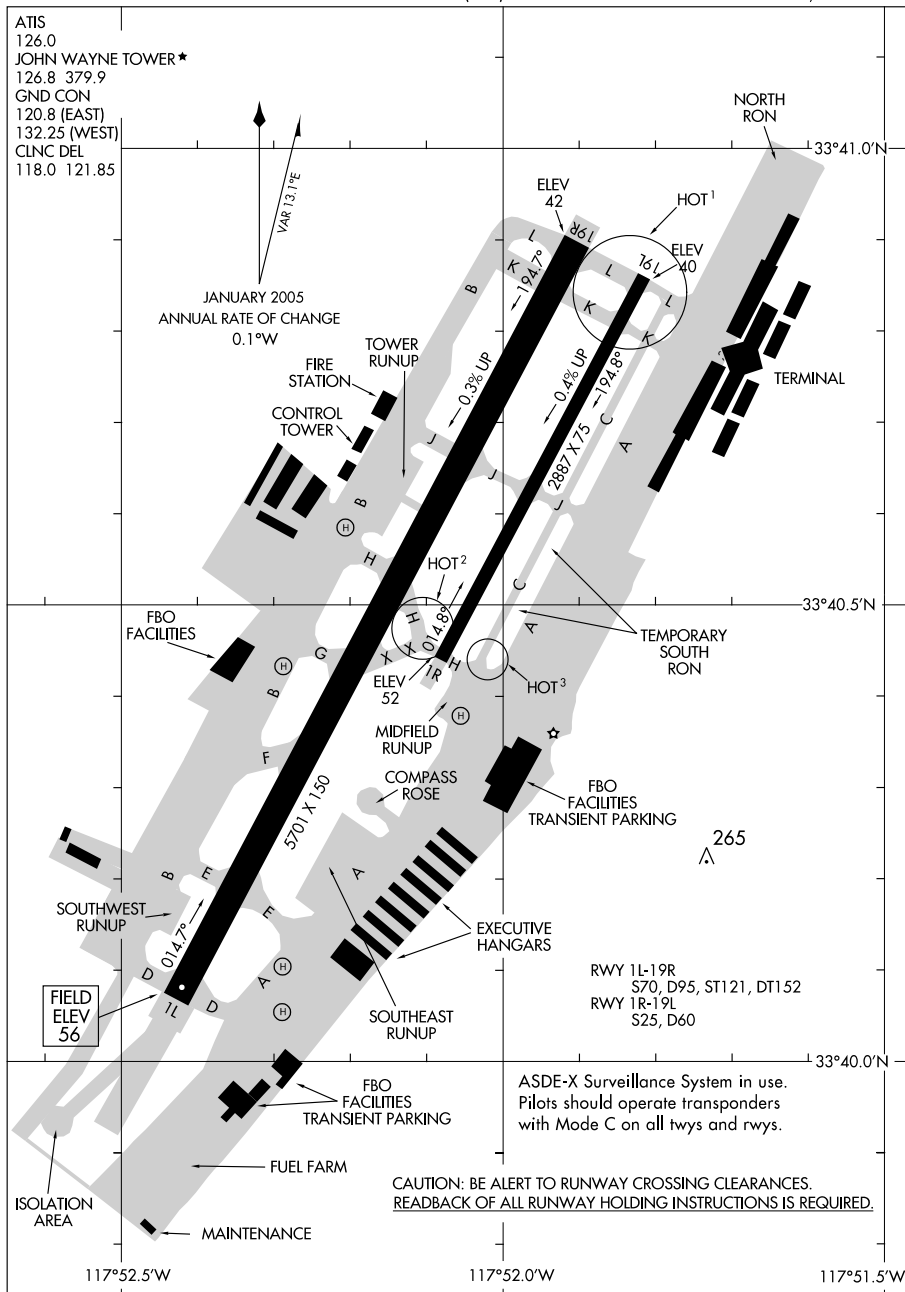 ATIS
126.0
JOHN WAYNE TOWER★
126.8 379.9
GND CON
120.8 (EAST)
132.25 (WEST)
CLNC DEL
118.0 121.85
VAR 13.1°E
JANUARY 2005
ANNUAL RATE OF CHANGE
0.1°W
NORTH
RON
33°41.0'N
ELEV
42
19R
HOT¹
19L
ELEV
40
L
L
L
K
K
K
194.7°
B
0.3% UP
0.4% UP
194.8°
2887 X 75
TOWER
RUNUP
FIRE
STATION
CONTROL
TOWER
TERMINAL
C
A
J
J
J
B
H
H
HOT²
H
014.8°
C
A
33°40.5'N
FBO
FACILITIES
H
G
X
X
H
1R
ELEV
52
TEMPORARY
SOUTH
RON
HOT³
B
MIDFIELD
RUNUP
H
F
COMPASS
ROSE
5701 X 150
FBO
FACILITIES
TRANSIENT PARKING
265
A
B
E
E
SOUTHWEST
RUNUP
014.7°
EXECUTIVE
HANGARS
D
1L
D
A
H
H
FIELD
ELEV
56
SOUTHEAST
RUNUP
RWY 1L-19R
S70, D95, ST121, DT152
RWY 1R-19L
S25, D60
33°40.0'N
ASDE-X Surveillance System in use.
Pilots should operate transponders
with Mode C on all twys and rwys.
FBO
FACILITIES
TRANSIENT PARKING
FUEL FARM
ISOLATION
AREA
MAINTENANCE
CAUTION: BE ALERT TO RUNWAY CROSSING CLEARANCES.
READBACK OF ALL RUNWAY HOLDING INSTRUCTIONS IS REQUIRED.
117°52.5'W
117°52.0'W
117°51.5'W